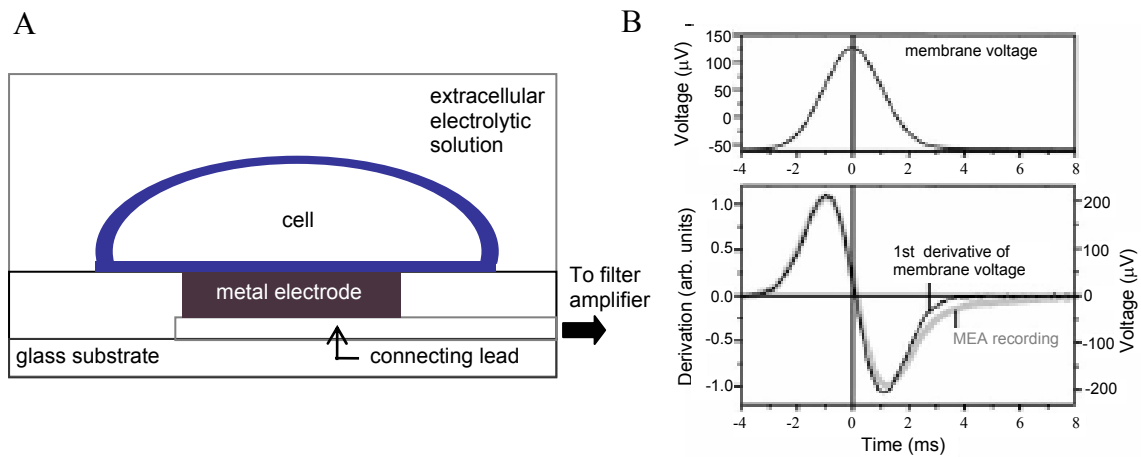 A
extracellular
electrolytic
solution
cell
metal electrode
To filter
amplifier
glass substrate
connecting lead
B
membrane voltage
Voltage (µV)
150
100
50
0
-50
-4 -2 0 2 4 6 8
1st derivative of
membrane voltage
MEA recording
Derivation (arb. units)
1.0
0.5
0.0
-0.5
-1.0
Voltage (µV)
200
100
0
-100
-200
-4 -2 0 2 4 6 8
Time (ms)